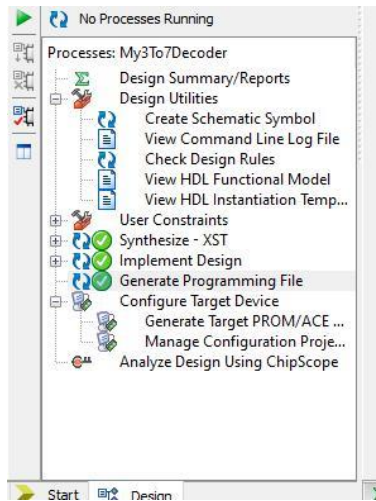 No Processes Running
Processes: My3To7Decoder
Design Summary/Reports
Design Utilities
Create Schematic Symbol
View Command Line Log File
Check Design Rules
View HDL Functional Model
View HDL Instantiation Temp...
User Constraints
Synthesize - XST
Implement Design
Generate Programming File
Configure Target Device
Generate Target PROM/ACE ...
Manage Configuration Proje...
Analyze Design Using ChipScope
Start Design